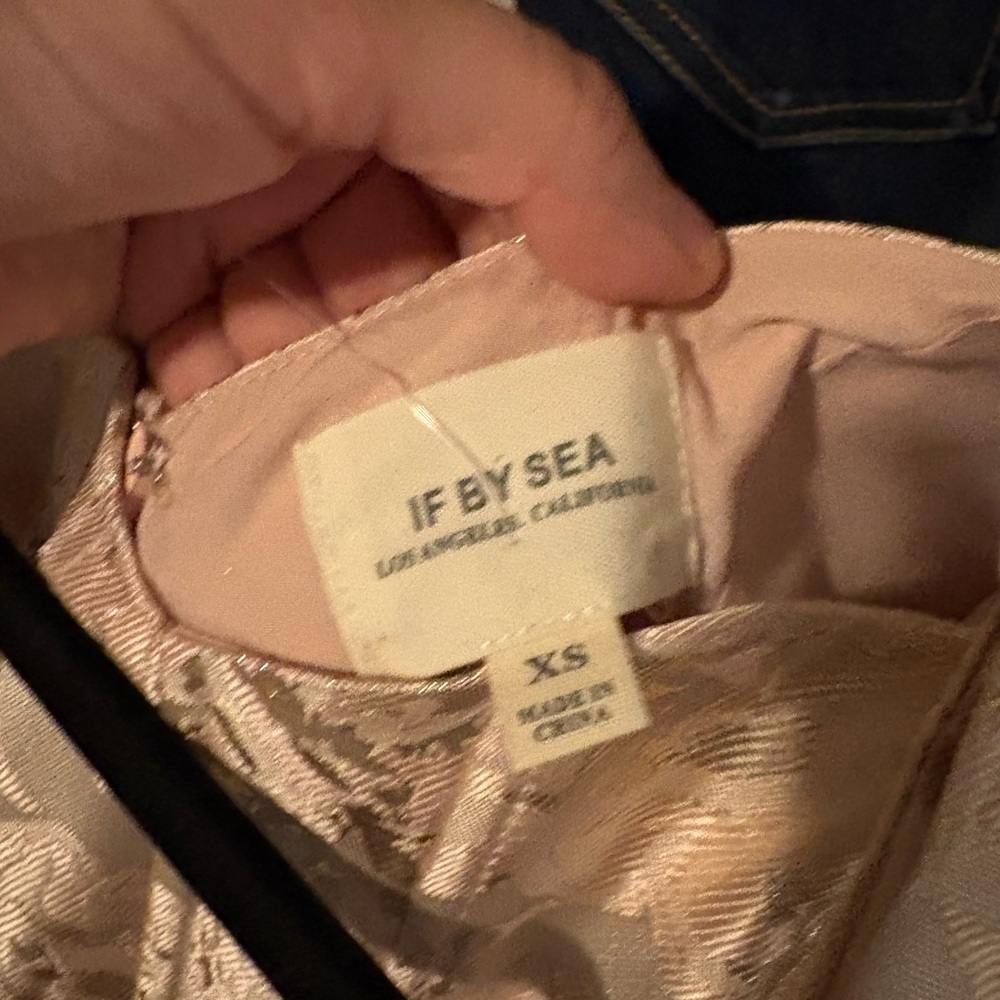 IF BY SEA
LOS ANGELES, CALIFORNIA
XS
MADE IN
CHINA